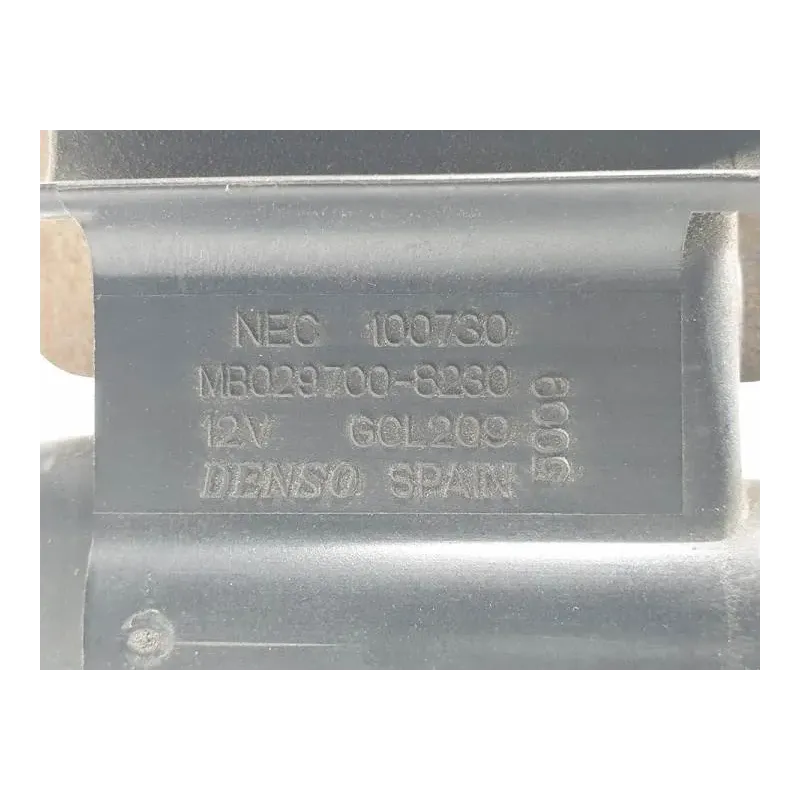 NEC 100730
MB029700-8230
12V GCL209
DENSO SPAIN
5009